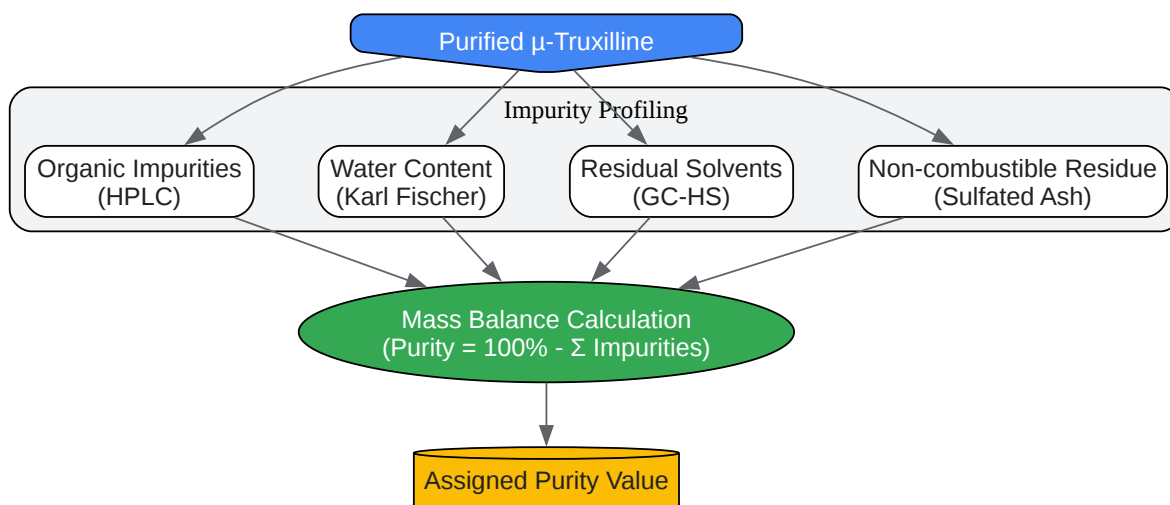 Purified µ-Truxilline
Impurity Profiling
Organic Impurities
(HPLC)
Water Content
(Karl Fischer)
Residual Solvents
(GC-HS)
Non-combustible Residue
(Sulfated Ash)
Mass Balance Calculation
(Purity = 100% - Σ Impurities)
Assigned Purity Value